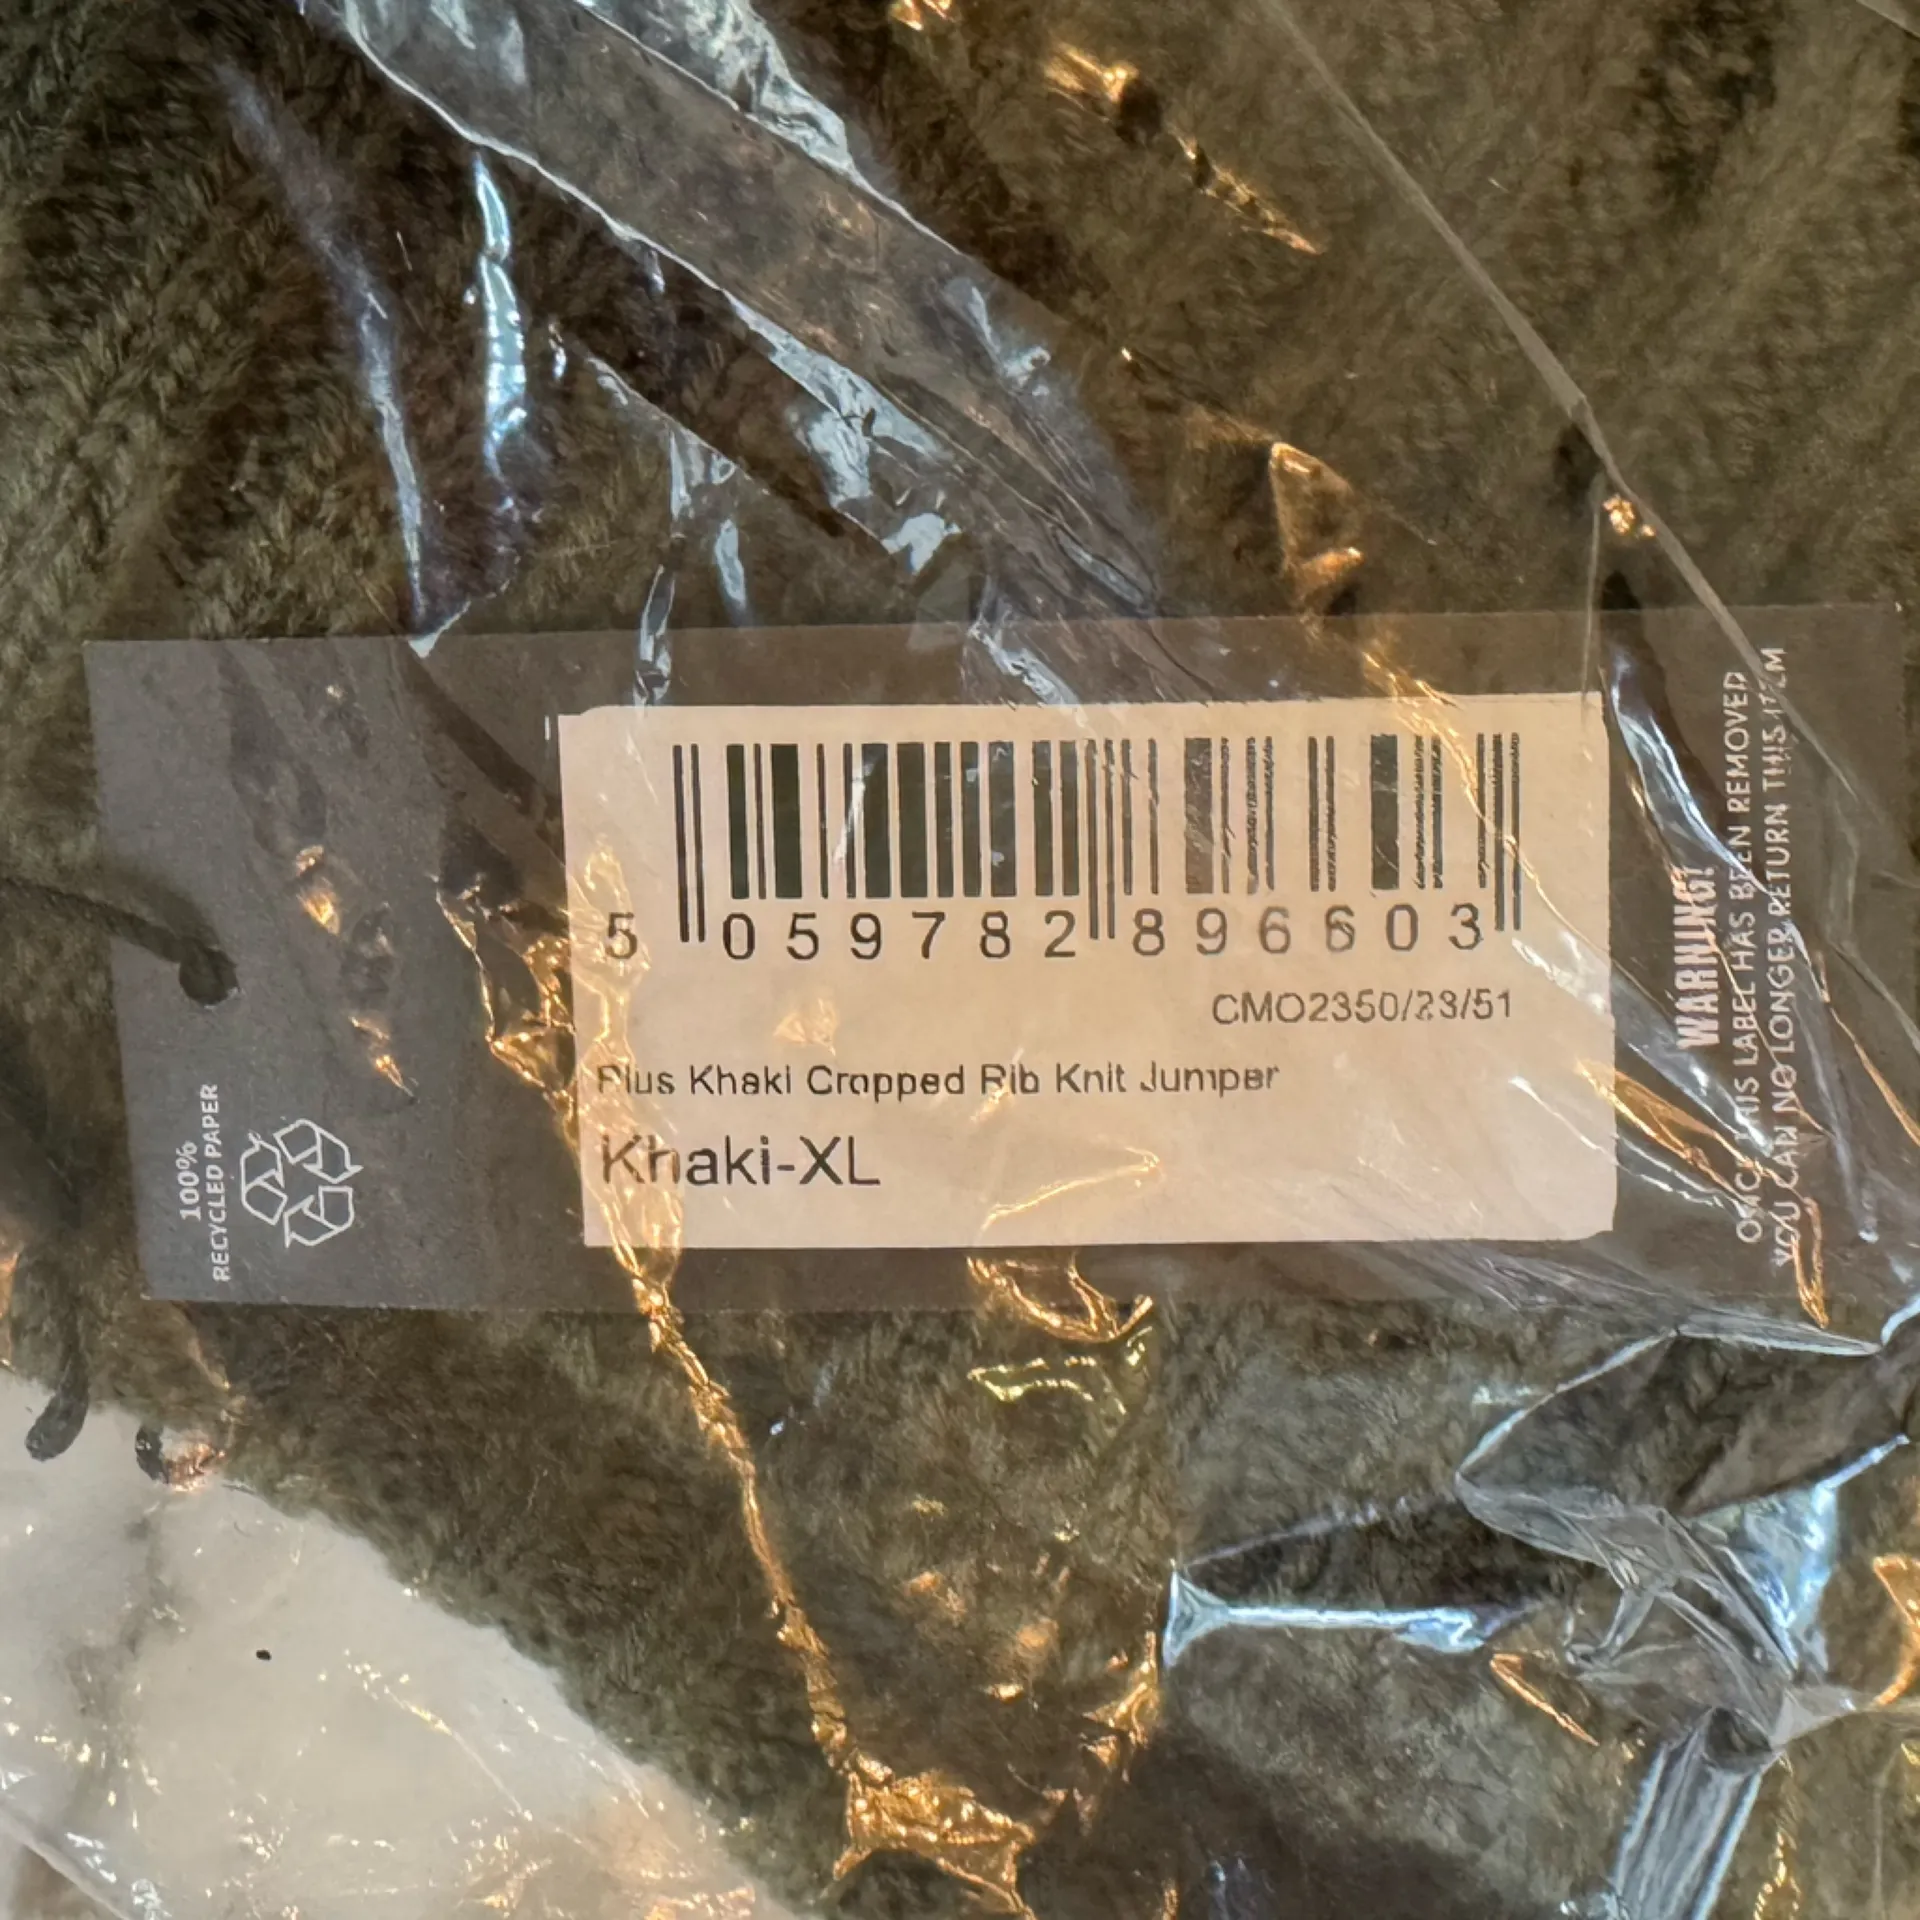 5 059782 896603
CMO2350/23/51
Plus Khaki Cropped Rib Knit Jumper
Khaki-XL
100%
RECYCLED PAPER
WARNING!
ONCE THIS LABEL HAS BEEN REMOVED
YOU CAN NO LONGER RETURN THIS ITEM